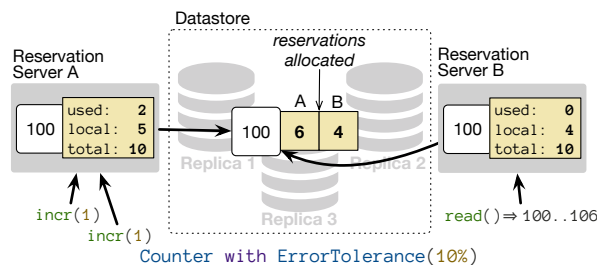 Datastore
reservations
allocated
Reservation
Server A
Reservation
Server B
100
used: 2
local: 5
total: 10
A B
100 6 4
100
used: 0
local: 4
total: 10
Replica 1
Replica 2
Replica 3
incr(1)
incr(1)
read()⇒100..106
Counter with ErrorTolerance(10%)